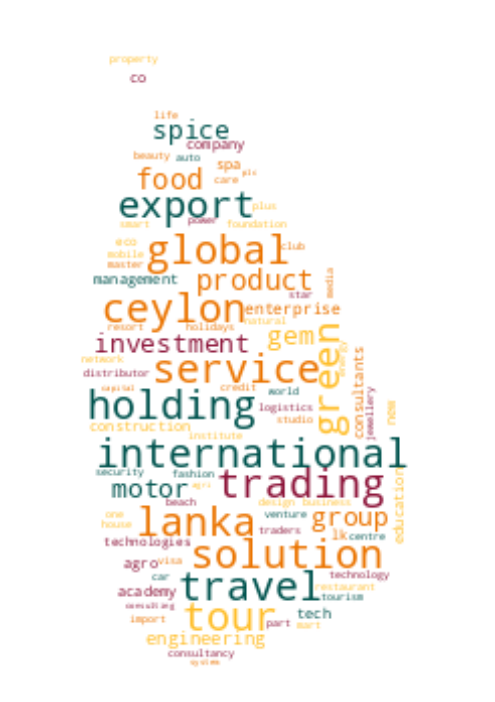 property
co
life
spice
company
beauty auto
spa
plc
food care
export plus
power
smart foundation
eco
global club
mobile
master
management product media
star
ceylon enterprise
natural
resort holidays
gem
green
investment
energy
network
service consultants
distributor
capital credit world jewellery
holding logistics new
studio
construction
institute
international
security fashion
trading education
motor agri
beach design business
one venture group
lanka
house traders lk centre
technologies
solution
agro visa
car technology
travel restaurant
academy tourism
consulting
tour tech
import part mart
engineering
consultancy
system